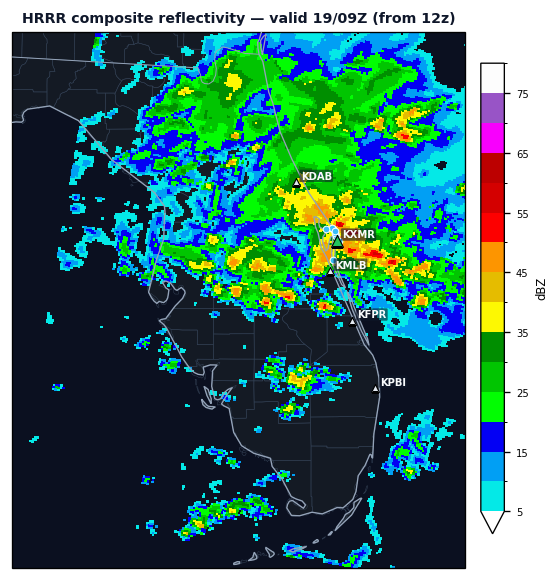 HRRR composite reflectivity — valid 19/09Z (from 12z)
75
65
55
45
35
25
15
5
dBZ
KDAB
KXMR
KMLB
KFPR
KPBI